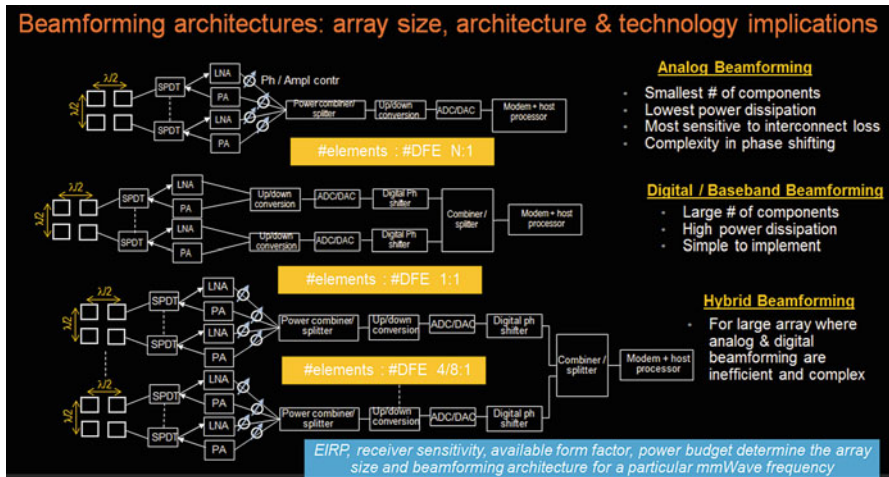 Beamforming architectures: array size, architecture & technology implications
λ/2
λ/2
SPDT
SPDT
LNA
PA
LNA
PA
Ph / Ampl contr
Power combiner/
splitter
Up/down
conversion
ADC/DAC
Modem + host
processor
#elements : #DFE N:1
Analog Beamforming
• Smallest # of components
• Lowest power dissipation
• Most sensitive to interconnect loss
• Complexity in phase shifting
λ/2
λ/2
SPDT
SPDT
LNA
PA
LNA
PA
Up/down
conversion
ADC/DAC
Digital Ph
shifter
Up/down
conversion
ADC/DAC
Digital Ph
shifter
Combiner /
splitter
Modem + host
processor
#elements : #DFE 1:1
Digital / Baseband Beamforming
• Large # of components
• High power dissipation
• Simple to implement
λ/2
λ/2
SPDT
SPDT
LNA
PA
LNA
PA
Power combiner/
splitter
Up/down
conversion
ADC/DAC
Digital ph
shifter
#elements : #DFE 4/8:1
Combiner /
splitter
Modem + host
processor
λ/2
λ/2
SPDT
SPDT
LNA
PA
LNA
PA
Power combiner/
splitter
Up/down
conversion
ADC/DAC
Digital ph
shifter
Hybrid Beamforming
• For large array where
analog & digital
beamforming are
inefficient and complex
EIRP, receiver sensitivity, available form factor, power budget determine the array
size and beamforming architecture for a particular mmWave frequency